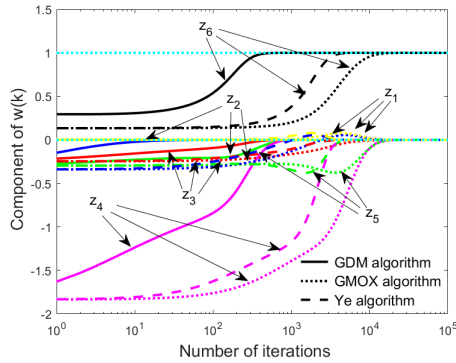 1.5
1
0.5
0
-0.5
-1
-1.5
-2
Component of w(k)
z6
z2
z1
z3
z4
z5
GDM algorithm
GMOX algorithm
Ye algorithm
10^0
10^1
10^2
10^3
10^4
10^5
Number of iterations